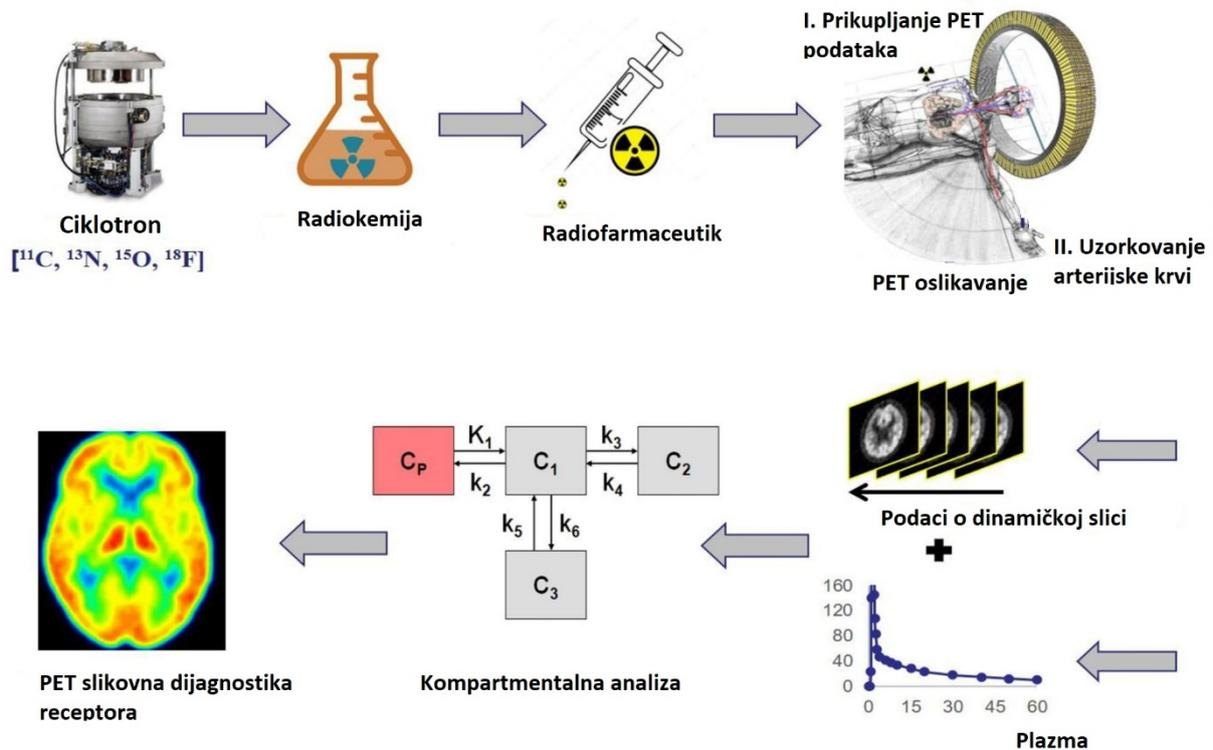 I. Prikupljanje PET
podataka
Ciklotron
[¹¹C, ¹³N, ¹⁵O, ¹⁸F]
Radiokemija
Radiofarmaceutik
PET oslikavanje
II. Uzorkovanje
arterijske krvi
Podaci o dinamičkoj slici
160
120
80
40
0
0 15 30 45 60
Plazma
C_P K₁ C₁ k₃ C₂
k₂ k₄
k₅ k₆
C₃
Kompartmentalna analiza
PET slikovna dijagnostika
receptora